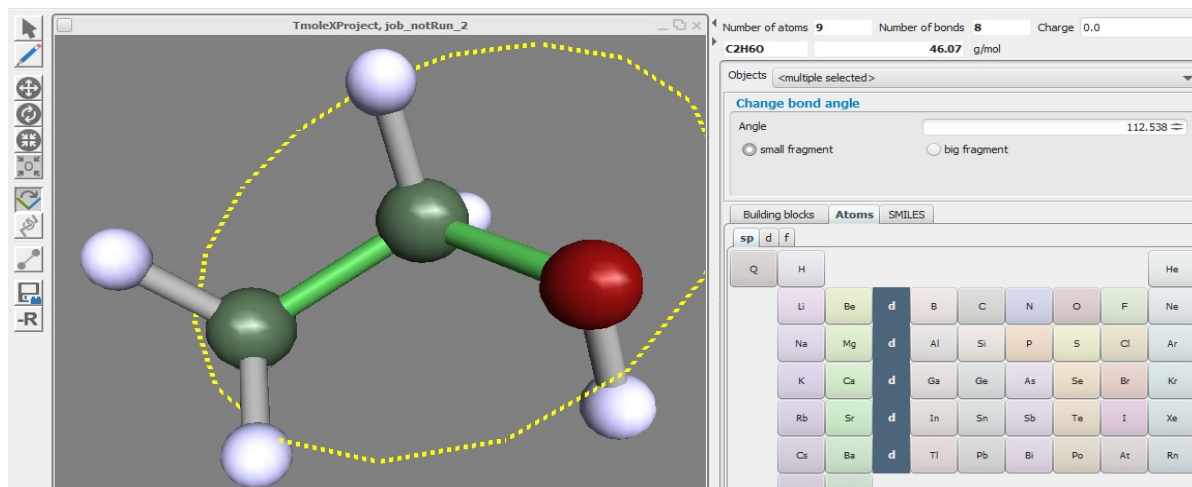 TmoleXProject, job_notRun_2
-R
Number of atoms 9 Number of bonds 8 Charge 0.0
C2H6O 46.07 g/mol
Objects <multiple selected>
Change bond angle
Angle 112.538
small fragment big fragment
Building blocks Atoms SMILES
sp d f
Q H He
Li Be d B C N O F Ne
Na Mg d Al Si P S Cl Ar
K Ca d Ga Ge As Se Br Kr
Rb Sr d In Sn Sb Te I Xe
Cs Ba d Tl Pb Bi Po At Rn